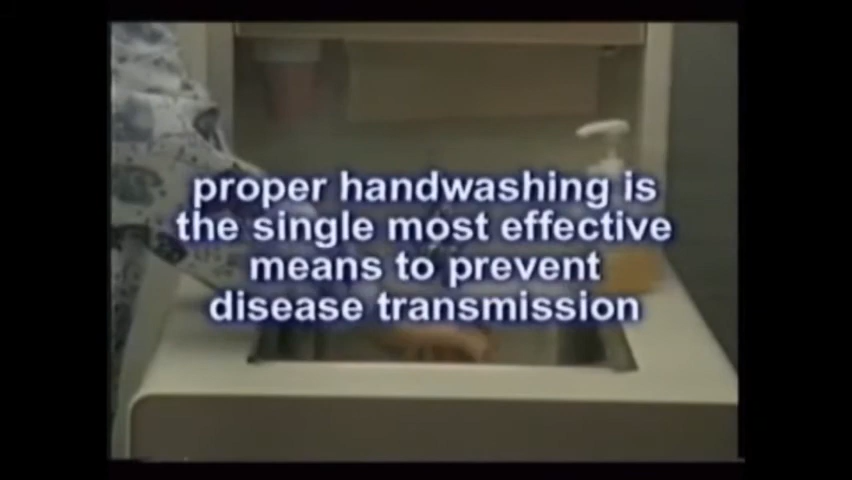 proper handwashing is
the single most effective
means to prevent
disease transmission